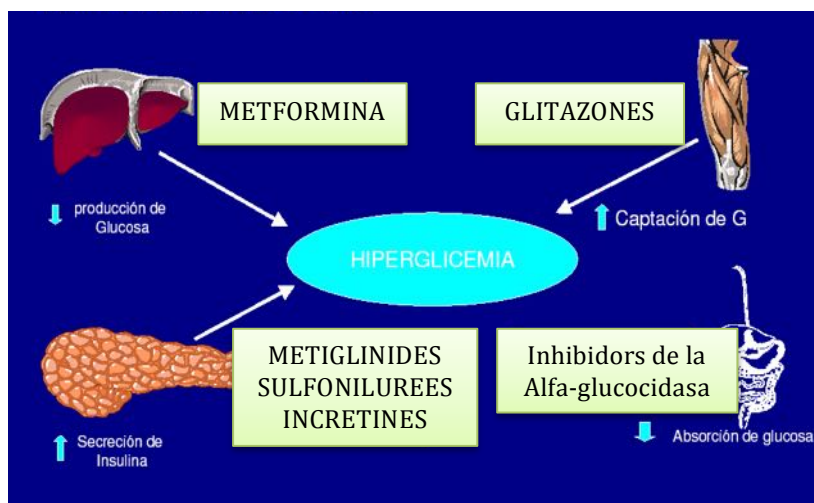 METFORMINA
GLITAZONES
producción de
Glucosa
Captación de G
HIPERGLICEMIA
METIGLINIDES
SULFONILUREES
INCRETINES
Inhibidors de la
Alfa-glucocidasa
Secreción de
Insulina
Absorción de glucosa